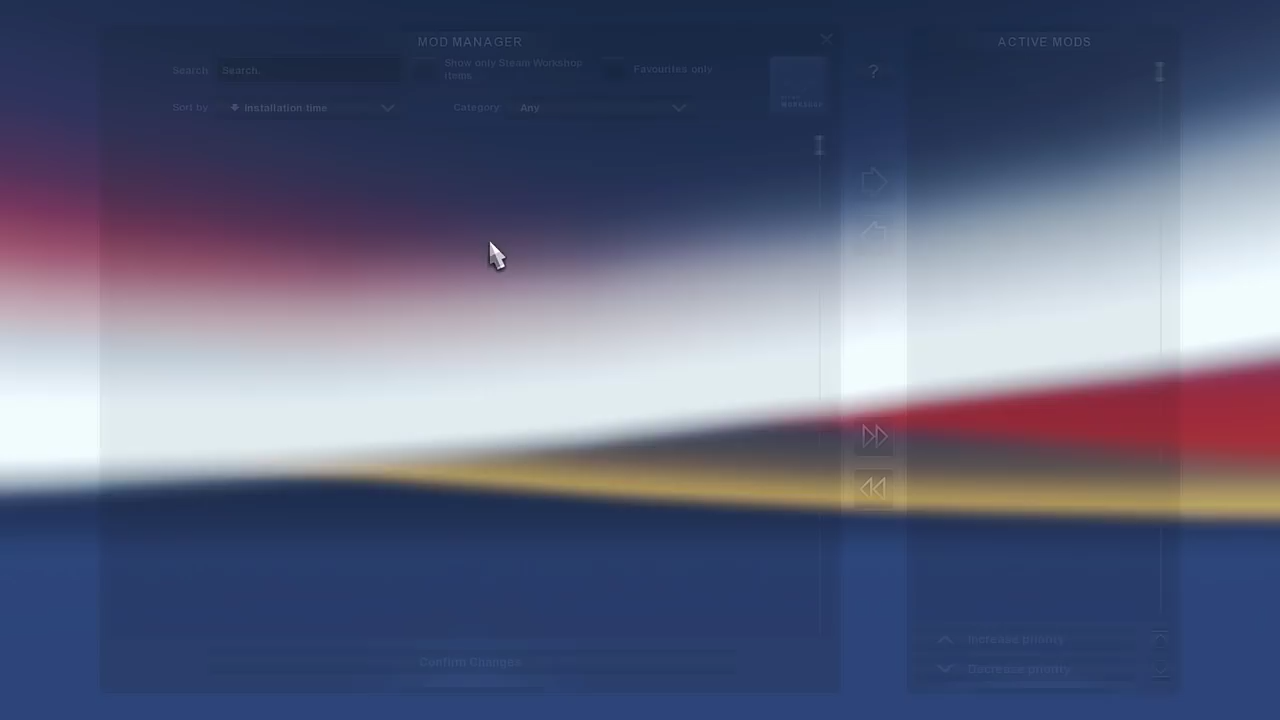 MOD MANAGER
Search:
Search.
Show only Steam Workshop
items
Favourites only
WORKSHOP
Sort by:
Installation time
Category:
Any
Confirm Changes
?
ACTIVE MODS
Increase priority
Decrease priority